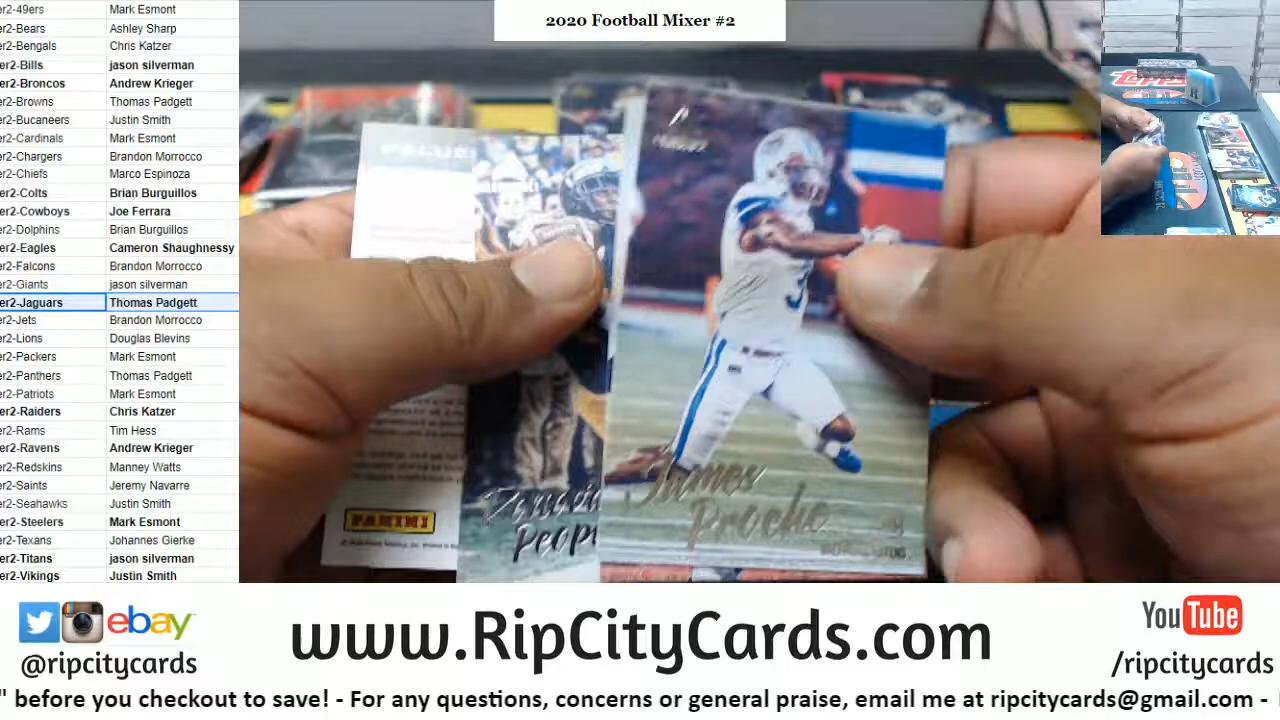 2020 Football Mixer #2
er2-49ers Mark Esmont
er2-Bears Ashley Sharp
er2-Bengals Chris Katzer
er2-Bills jason silverman
er2-Broncos Andrew Krieger
er2-Browns Thomas Padgett
er2-Bucaneers Justin Smith
er2-Cardinals Mark Esmont
er2-Chargers Brandon Morrocco
er2-Chiefs Marco Espinoza
er2-Colts Brian Burguillos
er2-Cowboys Joe Ferrara
er2-Dolphins Brian Burguillos
er2-Eagles Cameron Shaughnessy
er2-Falcons Brandon Morrocco
er2-Giants jason silverman
er2-Jaguars Thomas Padgett
er2-Jets Brandon Morrocco
er2-Lions Douglas Blevins
er2-Packers Mark Esmont
er2-Panthers Thomas Padgett
er2-Patriots Mark Esmont
er2-Raiders Chris Katzer
er2-Rams Tim Hess
er2-Ravens Andrew Krieger
er2-Redskins Manney Watts
er2-Saints Jeremy Navarre
er2-Seahawks Justin Smith
er2-Steelers Mark Esmont
er2-Texans Johannes Gierke
er2-Titans jason silverman
er2-Vikings Justin Smith
PANINI
Peop
James
Proche
TOPPS
ebay
@ripcitycards
www.RipCityCards.com
YouTube
/ripcitycards
" before you checkout to save! - For any questions, concerns or general praise, email me at ripcitycards@gmail.com -